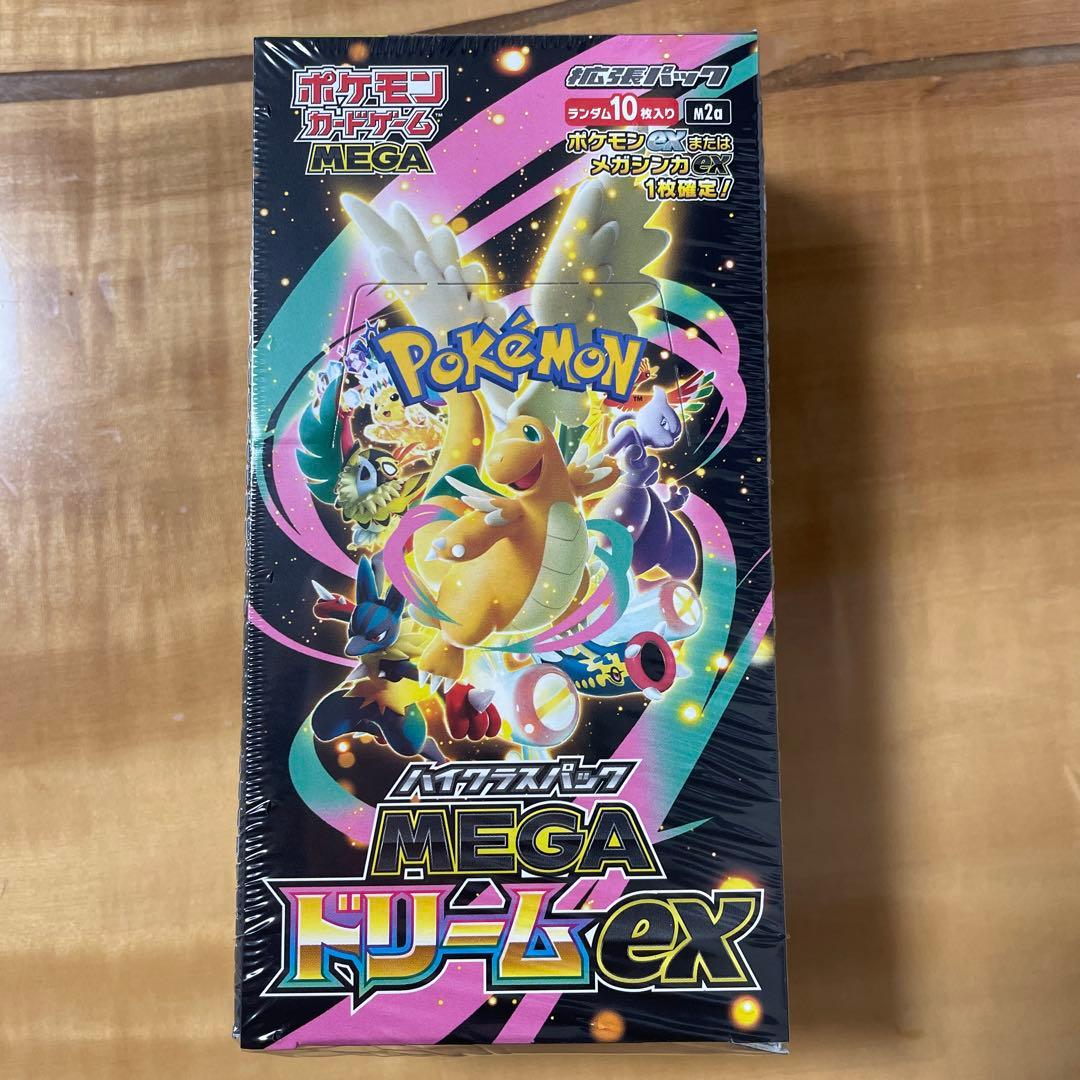 ポケモン
カードゲーム™
MEGA
拡張パック
ランダム10枚入り M2a
ポケモンexまたは
メガシンカex
1枚確定!
POKéMON™
ハイクラスパック
MEGA
ドリームex